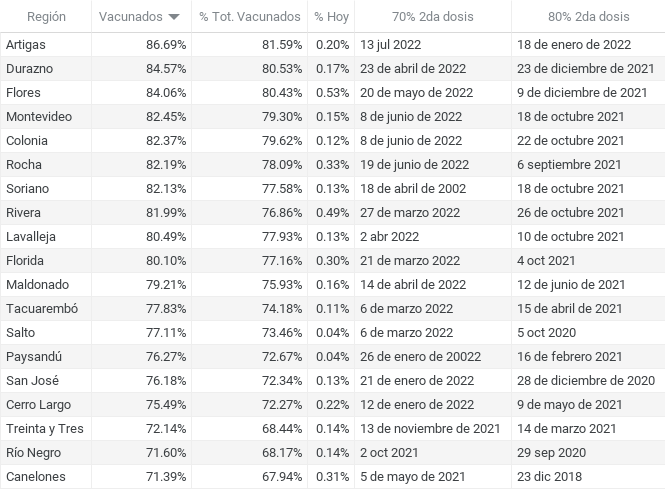 Región Vacunados % Tot. Vacunados % Hoy 70% 2da dosis 80% 2da dosis
Artigas 86.69% 81.59% 0.20% 13 jul 2022 18 de enero de 2022
Durazno 84.57% 80.53% 0.17% 23 de abril de 2022 23 de diciembre de 2021
Flores 84.06% 80.43% 0.53% 20 de mayo de 2022 9 de diciembre de 2021
Montevideo 82.45% 79.30% 0.15% 8 de junio de 2022 18 de octubre 2021
Colonia 82.37% 79.62% 0.12% 8 de junio de 2022 22 de octubre 2021
Rocha 82.19% 78.09% 0.33% 19 de junio de 2022 6 septiembre 2021
Soriano 82.13% 77.58% 0.13% 18 de abril de 2002 18 de octubre 2021
Rivera 81.99% 76.86% 0.49% 27 de marzo 2022 26 de octubre 2021
Lavalleja 80.49% 77.93% 0.13% 2 abr 2022 10 de octubre 2021
Florida 80.10% 77.16% 0.30% 21 de marzo 2022 4 oct 2021
Maldonado 79.21% 75.93% 0.16% 14 de abril de 2022 12 de junio de 2021
Tacuarembó 77.83% 74.18% 0.11% 6 de marzo 2022 15 de abril de 2021
Salto 77.11% 73.46% 0.04% 6 de marzo 2022 5 oct 2020
Paysandú 76.27% 72.67% 0.04% 26 de enero de 20022 16 de febrero 2021
San José 76.18% 72.34% 0.13% 21 de enero de 2022 28 de diciembre de 2020
Cerro Largo 75.49% 72.27% 0.22% 12 de enero de 2022 9 de mayo de 2021
Treinta y Tres 72.14% 68.44% 0.14% 13 de noviembre de 2021 14 de marzo 2021
Río Negro 71.60% 68.17% 0.14% 2 oct 2021 29 sep 2020
Canelones 71.39% 67.94% 0.31% 5 de mayo de 2021 23 dic 2018